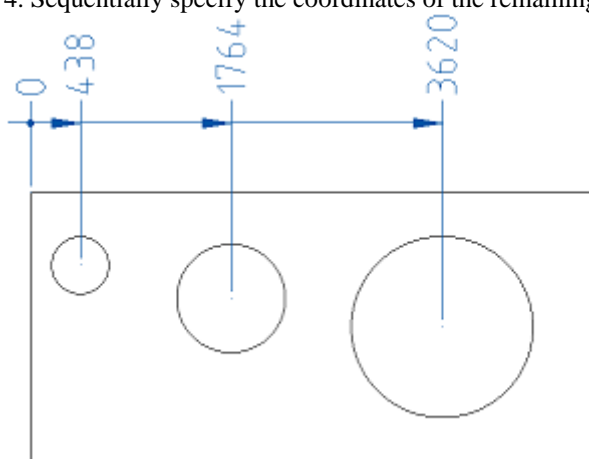 4. Sequentially specify the coordinates of the remaining
0
438
1764
3620